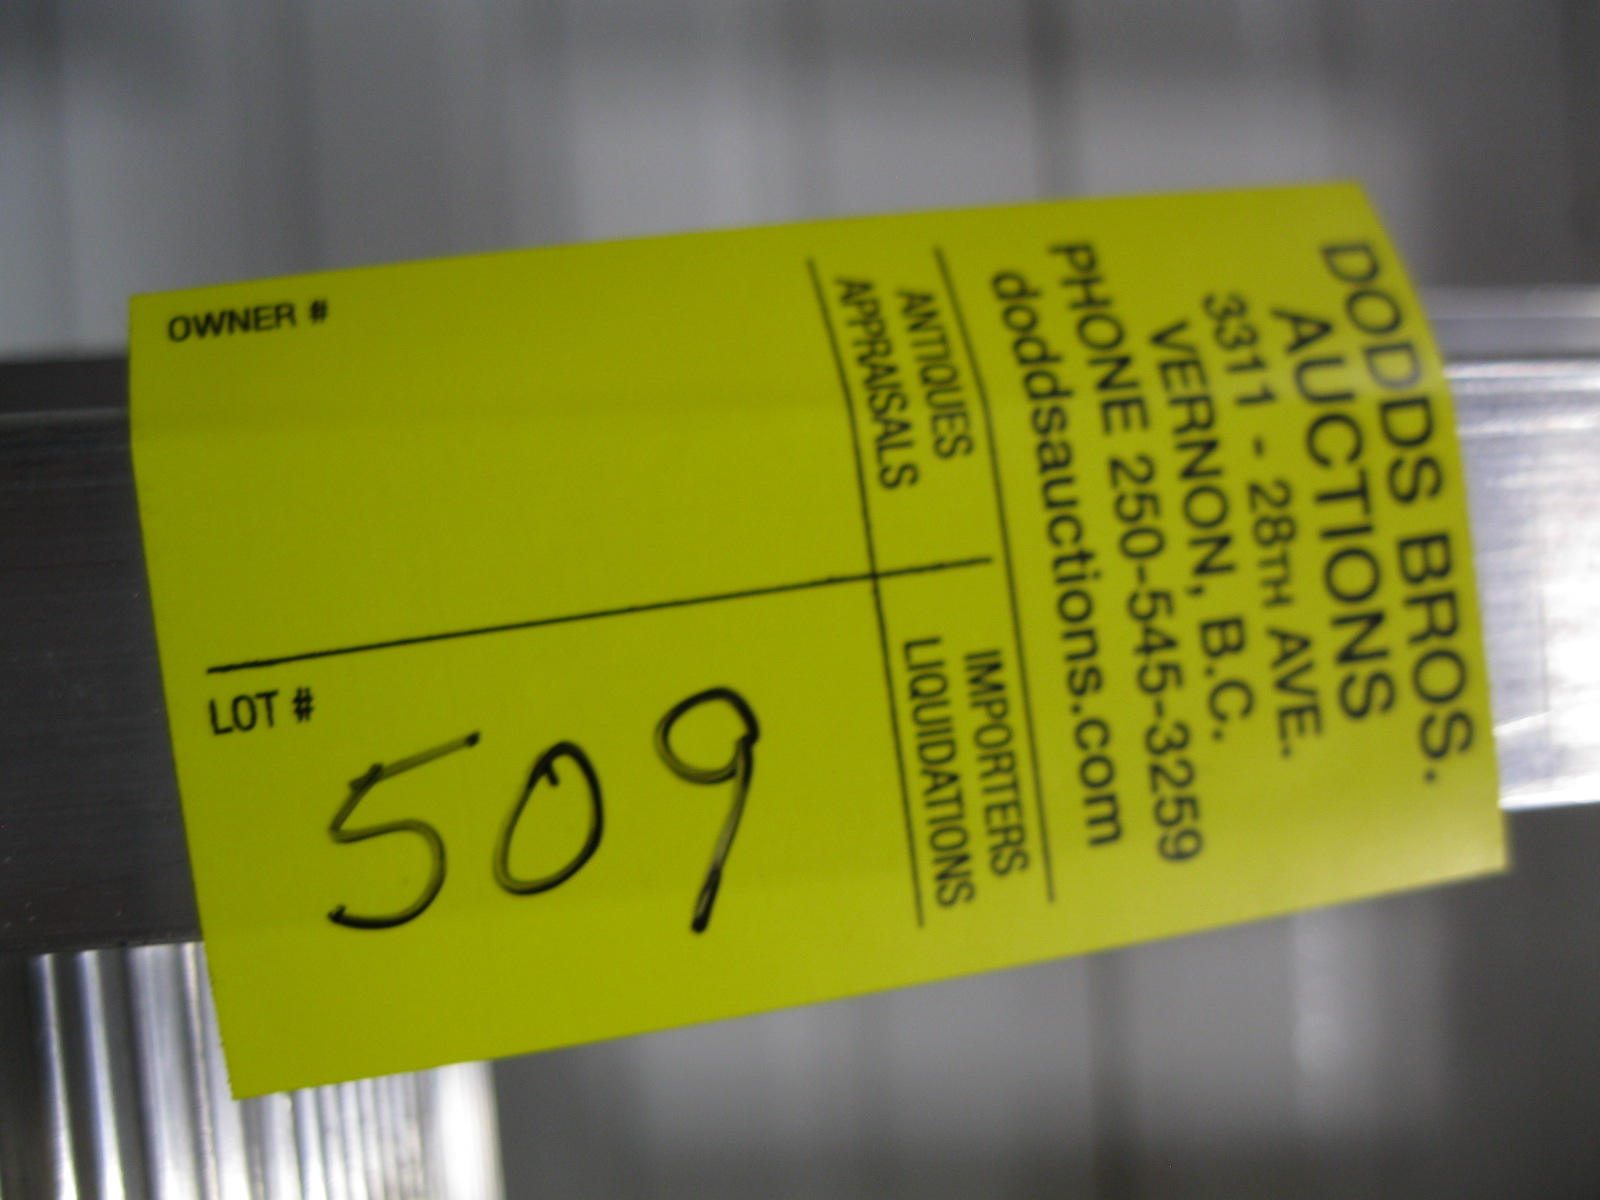 DODDS BROS.
AUCTIONS
3311 - 28TH AVE.
VERNON, B.C.
PHONE 250-545-3259
doddsauctions.com
ANTIQUES
APPRAISALS
IMPORTERS
LIQUIDATIONS
OWNER #
LOT #
509